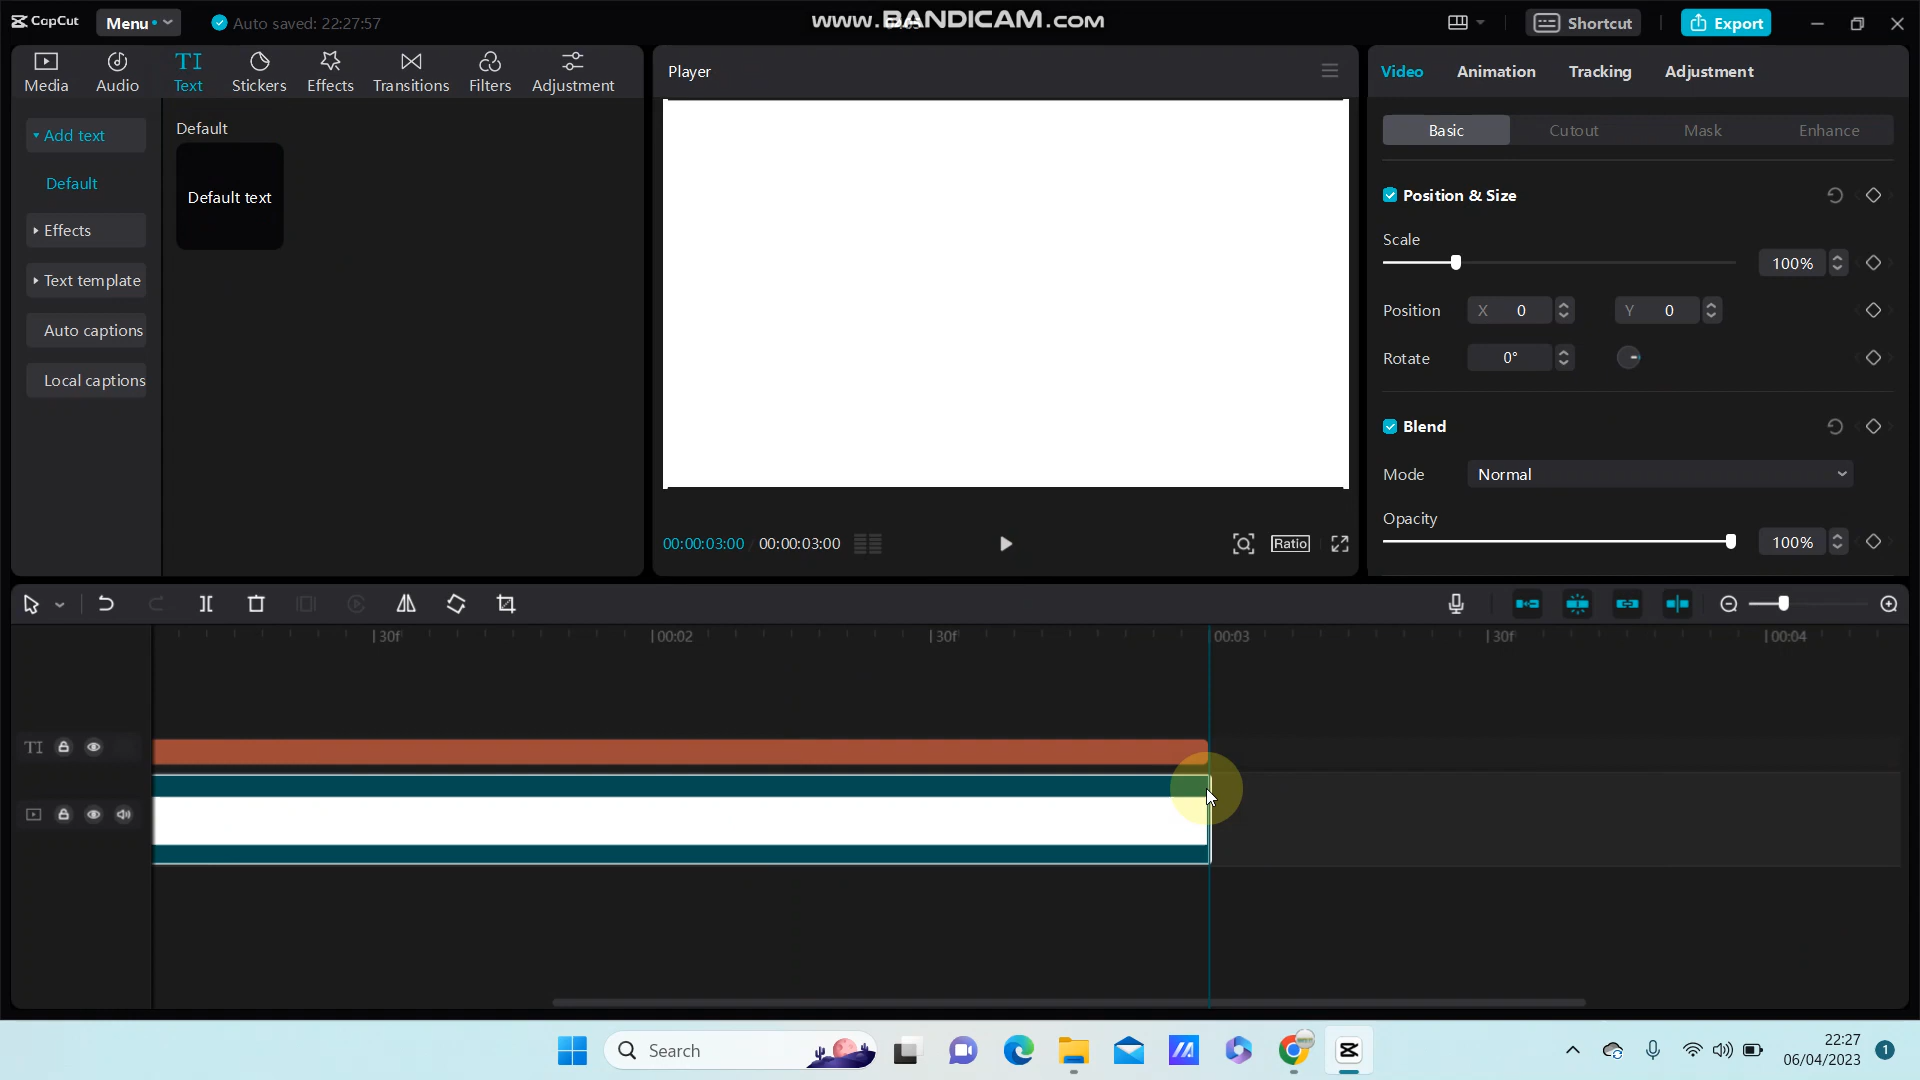 CapCut Menu Auto saved: 22:27:57 www.BANDICAM.com Shortcut Export
Media Audio Text Stickers Effects Transitions Filters Adjustment
Add text
Default
Effects
Text template
Auto captions
Local captions
Default
Default text
Player
00:00:03:00 00:00:03:00 Ratio
Video Animation Tracking Adjustment
Basic Cutout Mask Enhance
Position & Size
Scale
100%
Position X 0 Y 0
Rotate 0°
Blend
Mode Normal
Opacity
100%
30f 00:02 30f 00:03 30f 00:04
TI
Search
22:27
06/04/2023
1